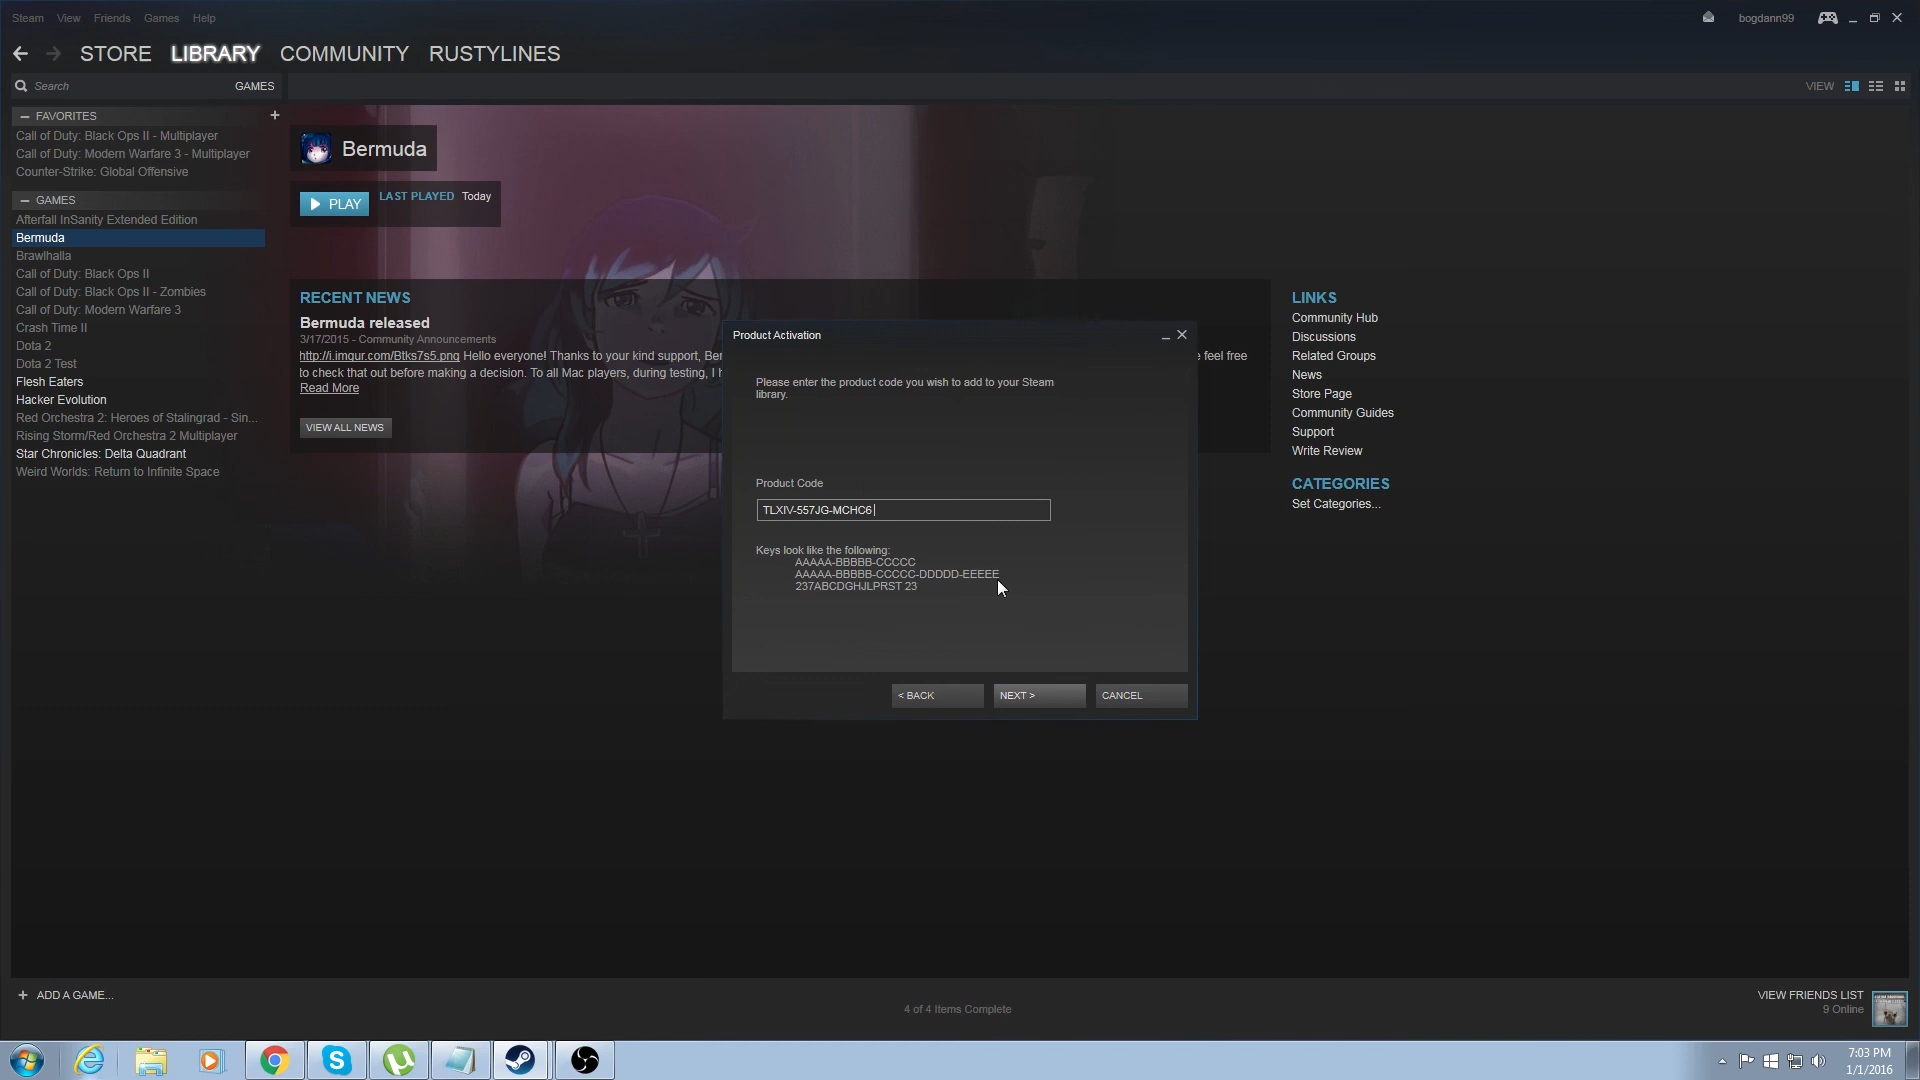 Steam View Friends Games Help
bogdann99
STORE LIBRARY COMMUNITY RUSTYLINES
Search GAMES
VIEW
— FAVORITES
Call of Duty: Black Ops II - Multiplayer
Call of Duty: Modern Warfare 3 - Multiplayer
Counter-Strike: Global Offensive
— GAMES
Afterfall InSanity Extended Edition
Bermuda
Brawlhalla
Call of Duty: Black Ops II
Call of Duty: Black Ops II - Zombies
Call of Duty: Modern Warfare 3
Crash Time II
Dota 2
Dota 2 Test
Flesh Eaters
Hacker Evolution
Red Orchestra 2: Heroes of Stalingrad - Sin...
Rising Storm/Red Orchestra 2 Multiplayer
Star Chronicles: Delta Quadrant
Weird Worlds: Return to Infinite Space
+
Bermuda
PLAY
LAST PLAYED Today
RECENT NEWS
Bermuda released
3/17/2015 - Community Announcements
http://i.imgur.com/Btks7s5.png Hello everyone! Thanks to your kind support, Ber
feel free
to check that out before making a decision. To all Mac players, during testing, I h
Read More
VIEW ALL NEWS
Product Activation
Please enter the product code you wish to add to your Steam
library.
Product Code
TLXIV-557JG-MCHC6
Keys look like the following:
AAAAA-BBBBB-CCCCC
AAAAA-BBBBB-CCCCC-DDDDD-EEEEE
237ABCDGHJLPRST 23
< BACK
NEXT >
CANCEL
LINKS
Community Hub
Discussions
Related Groups
News
Store Page
Community Guides
Support
Write Review
CATEGORIES
Set Categories...
+ ADD A GAME...
4 of 4 Items Complete
VIEW FRIENDS LIST
9 Online
7:03 PM
1/1/2016